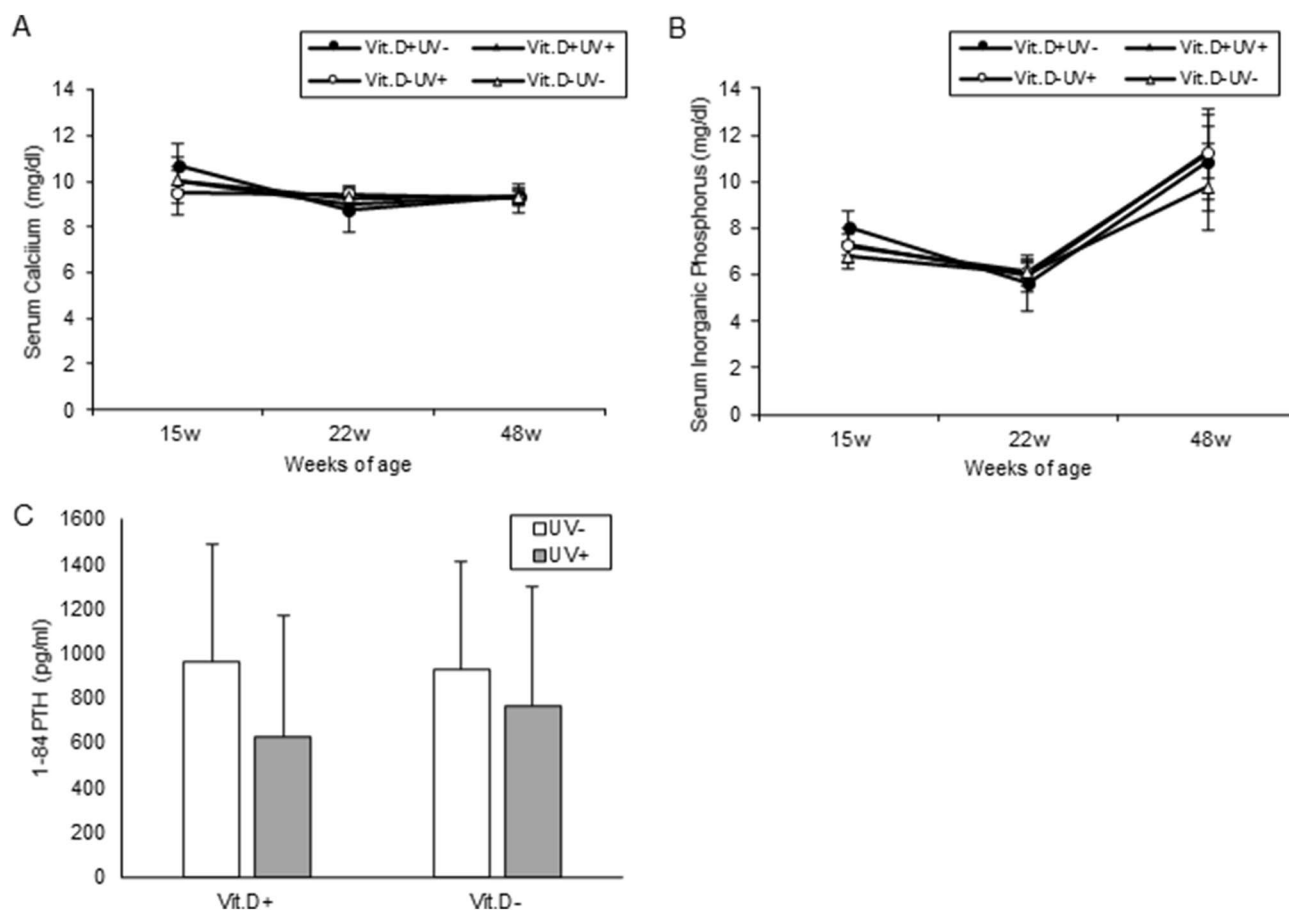 A
Vit.D+UV- Vit.D+UV+
Vit.D-UV+ Vit.D-UV-
Serum Calciium (mg/dl)
14
12
10
8
6
4
2
0
15w 22w 48w
Weeks of age
B
Vit.D+UV- Vit.D+UV+
Vit.D-UV+ Vit.D-UV-
Serum Inorganic Phosphorus (mg/dl)
14
12
10
8
6
4
2
0
15w 22w 48w
Weeks of age
C
UV-
UV+
1-84 PTH (pg/ml)
1600
1400
1200
1000
800
600
400
200
0
Vit.D+ Vit.D-